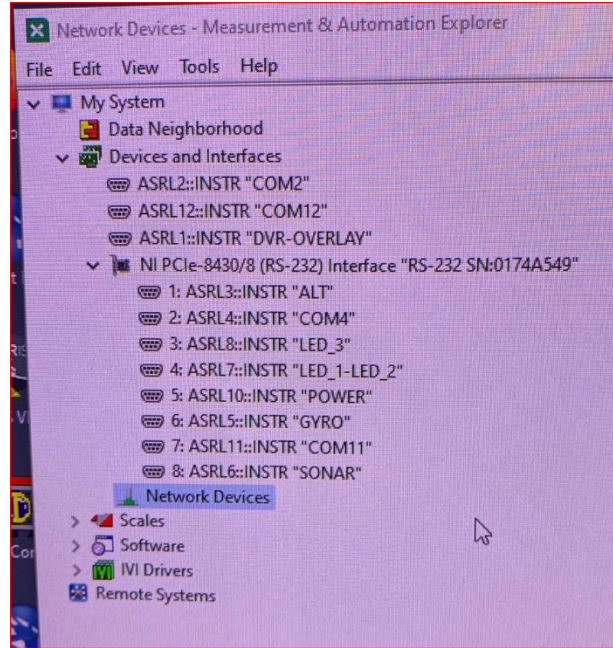 Network Devices - Measurement & Automation Explorer
File Edit View Tools Help
My System
Data Neighborhood
Devices and Interfaces
ASRL2::INSTR "COM2"
ASRL12::INSTR "COM12"
ASRL1::INSTR "DVR-OVERLAY"
NI PCIe-8430/8 (RS-232) Interface "RS-232 SN:0174A549"
1: ASRL3::INSTR "ALT"
2: ASRL4::INSTR "COM4"
3: ASRL8::INSTR "LED_3"
4: ASRL7::INSTR "LED_1-LED_2"
5: ASRL10::INSTR "POWER"
6: ASRL5::INSTR "GYRO"
7: ASRL11::INSTR "COM11"
8: ASRL6::INSTR "SONAR"
Network Devices
Scales
Software
IVI Drivers
Remote Systems